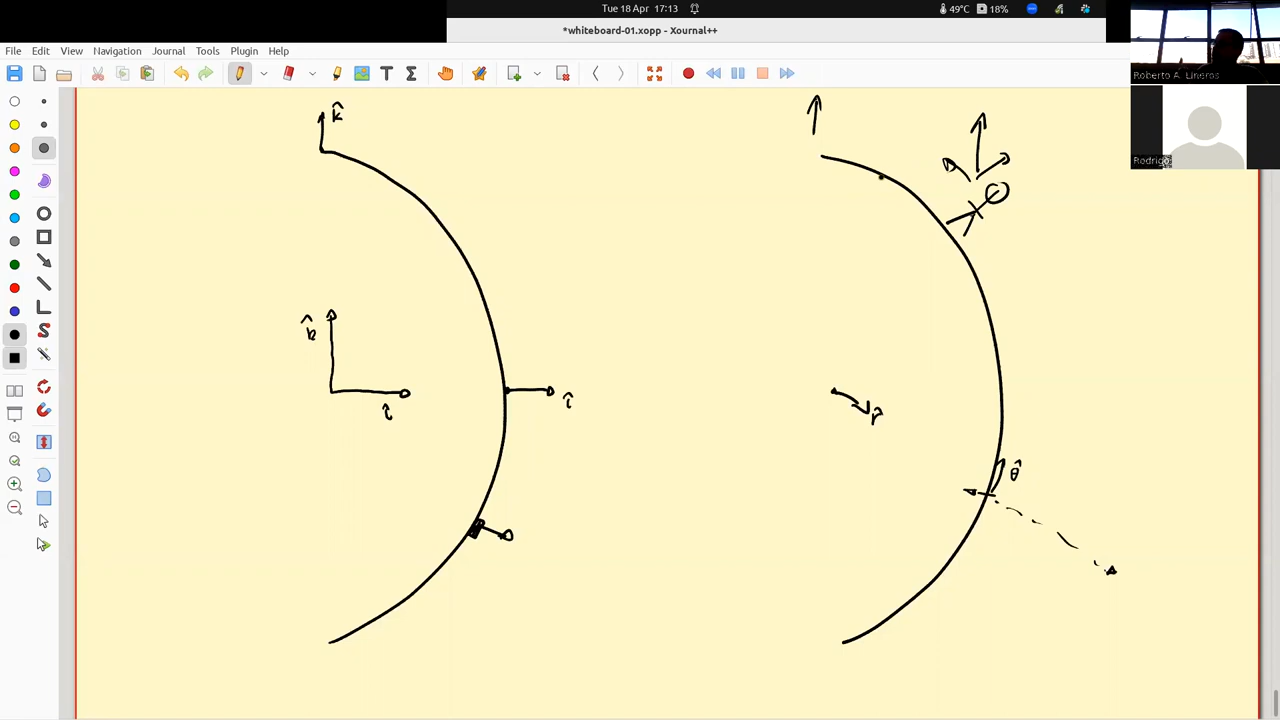 Tue 18 Apr 17:13
49°C
18%
*whiteboard-01.xopp - Xournal++
File Edit View Navigation Journal Tools Plugin Help
Roberto A. Lineros
Rodrigo
k̂
k̂
î
î
r̂
θ̂